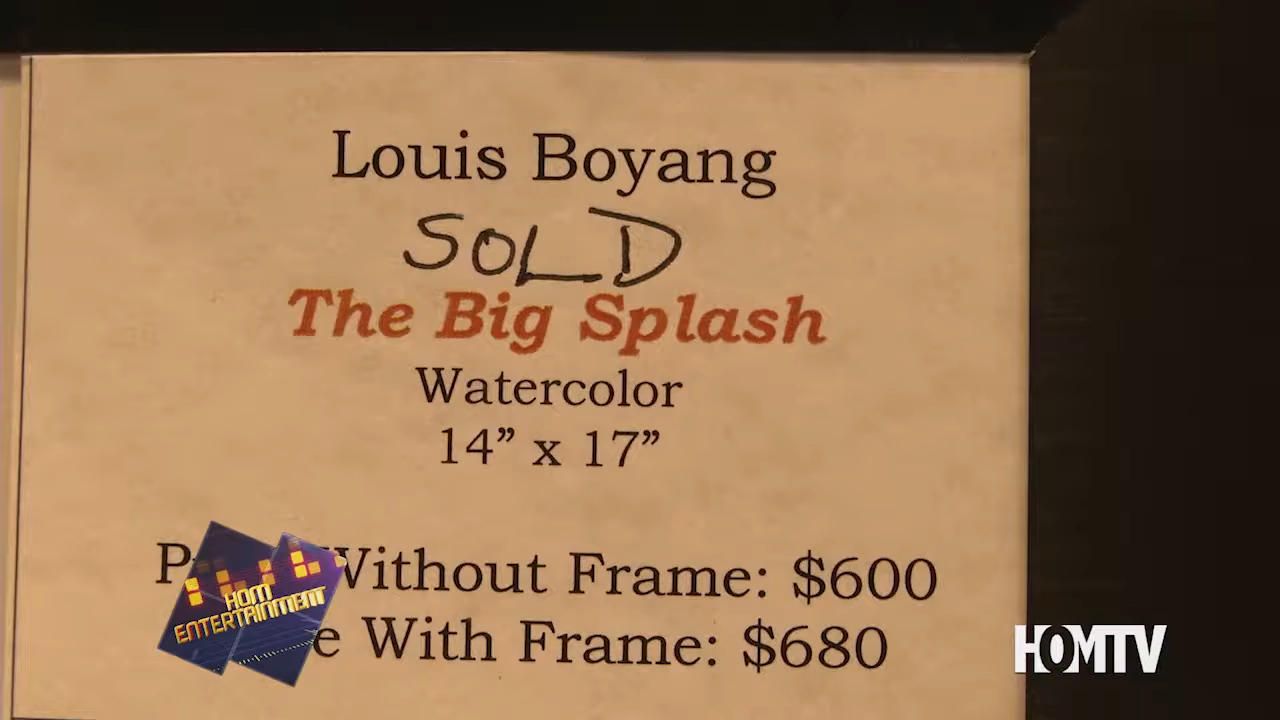 Louis Boyang
SOLD
The Big Splash
Watercolor
14” x 17”
Without Frame: $600
With Frame: $680
HOM
ENTERTAINMENT
HOMTV